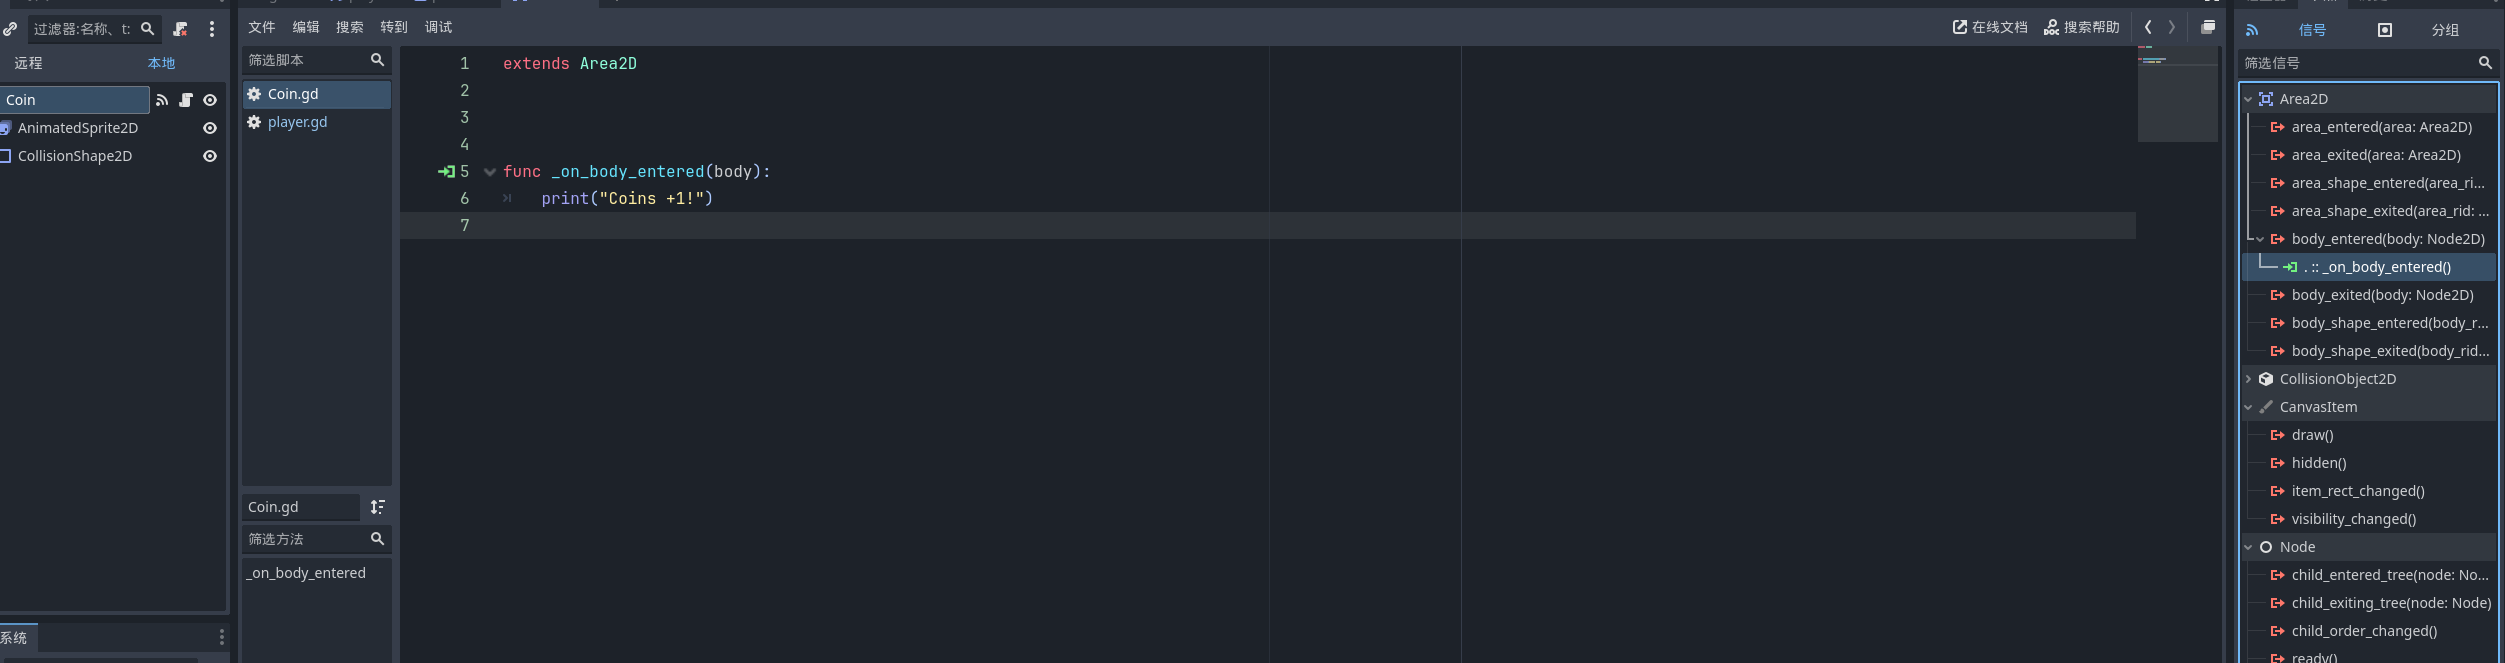 过滤器:名称、t:
远程 本地
Coin
AnimatedSprite2D
CollisionShape2D
系统
文件 编辑 搜索 转到 调试
在线文档 搜索帮助
筛选脚本
Coin.gd
player.gd
Coin.gd
筛选方法
_on_body_entered
1 extends Area2D
2
3
4
5 func _on_body_entered(body):
6 print("Coins +1!")
7
信号 分组
筛选信号
Area2D
area_entered(area: Area2D)
area_exited(area: Area2D)
area_shape_entered(area_ri...
area_shape_exited(area_rid: ...
body_entered(body: Node2D)
. :: _on_body_entered()
body_exited(body: Node2D)
body_shape_entered(body_r...
body_shape_exited(body_rid...
CollisionObject2D
CanvasItem
draw()
hidden()
item_rect_changed()
visibility_changed()
Node
child_entered_tree(node: No...
child_exiting_tree(node: Node)
child_order_changed()
ready()